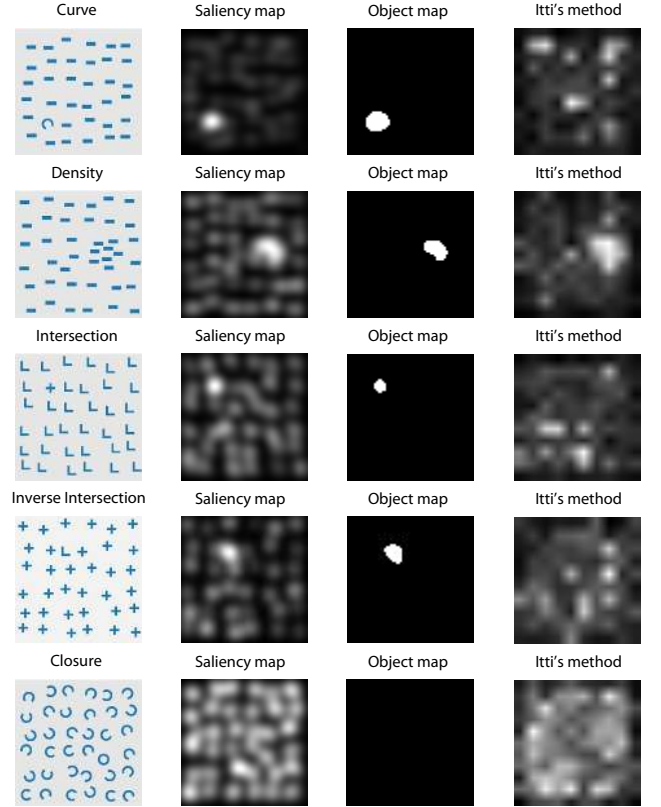 Curve Saliency map Object map Itti's method
Density Saliency map Object map Itti's method
Intersection Saliency map Object map Itti's method
Inverse Intersection Saliency map Object map Itti's method
Closure Saliency map Object map Itti's method